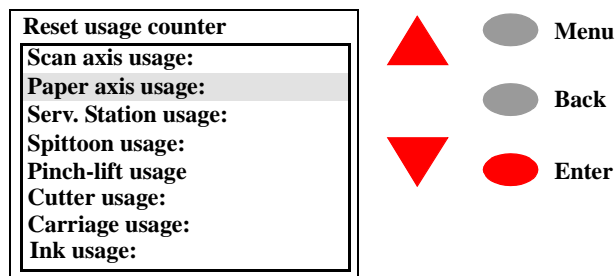 Reset usage counter
Scan axis usage:
Paper axis usage:
Serv. Station usage:
Spittoon usage:
Pinch-lift usage
Cutter usage:
Carriage usage:
Ink usage:
Menu
Back
Enter